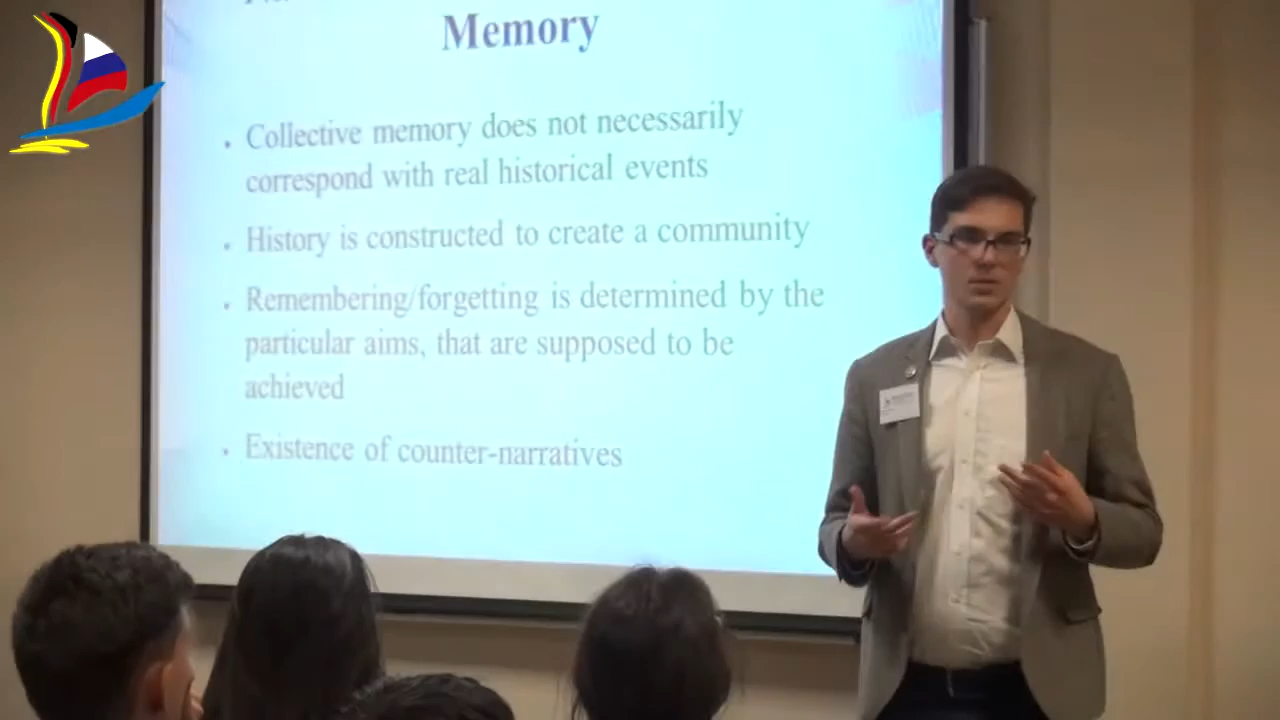 Memory
Collective memory does not necessarily
correspond with real historical events
History is constructed to create a community
Remembering/forgetting is determined by the
particular aims, that are supposed to be
achieved
Existence of counter-narratives